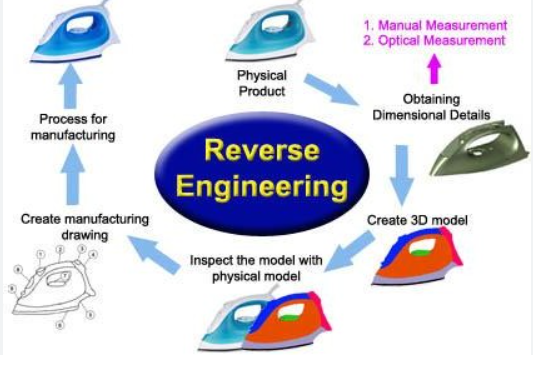 1. Manual Measurement
2. Optical Measurement
Physical
Product
Obtaining
Dimensional Details
Process for
manufacturing
Reverse
Engineering
Create manufacturing
drawing
Create 3D model
Inspect the model with
physical model